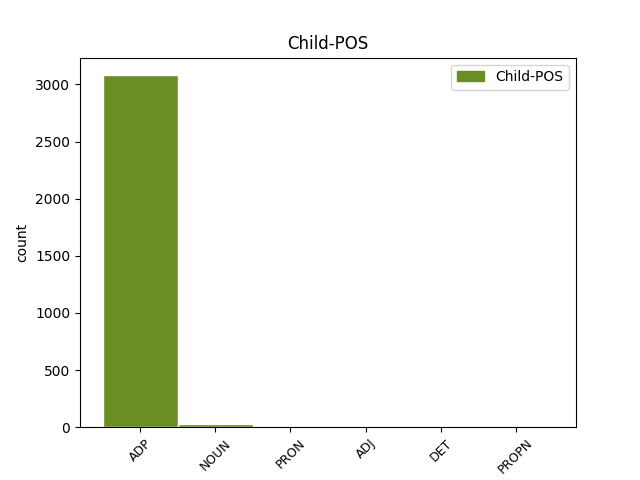 Child-POS
Child-POS
count
3000
2500
2000
1500
1000
500
0
ADP
NOUN
PRON
ADJ
DET
PROPN